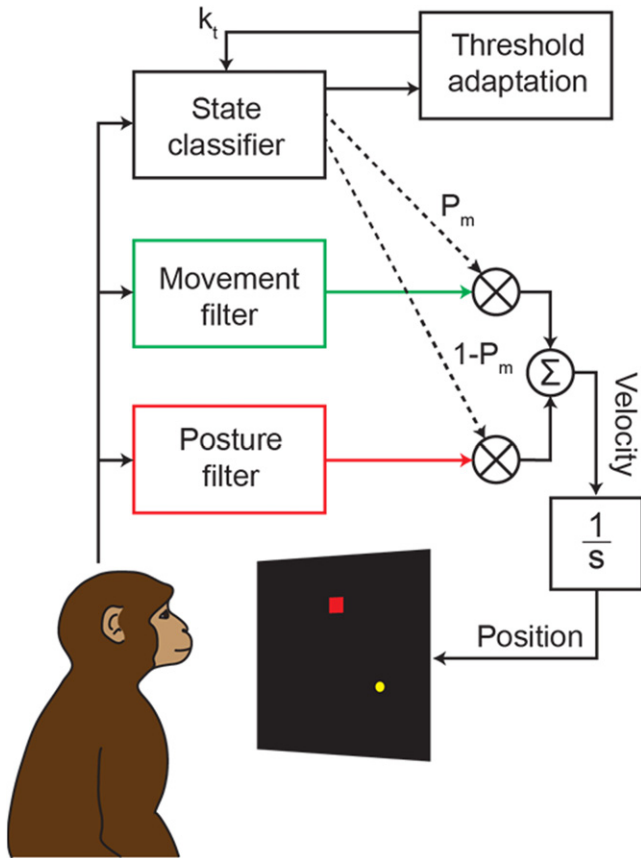 k_t
Threshold
adaptation
State
classifier
P_m
Movement
filter
1-P_m
Σ
Velocity
Posture
filter
1
s
Position